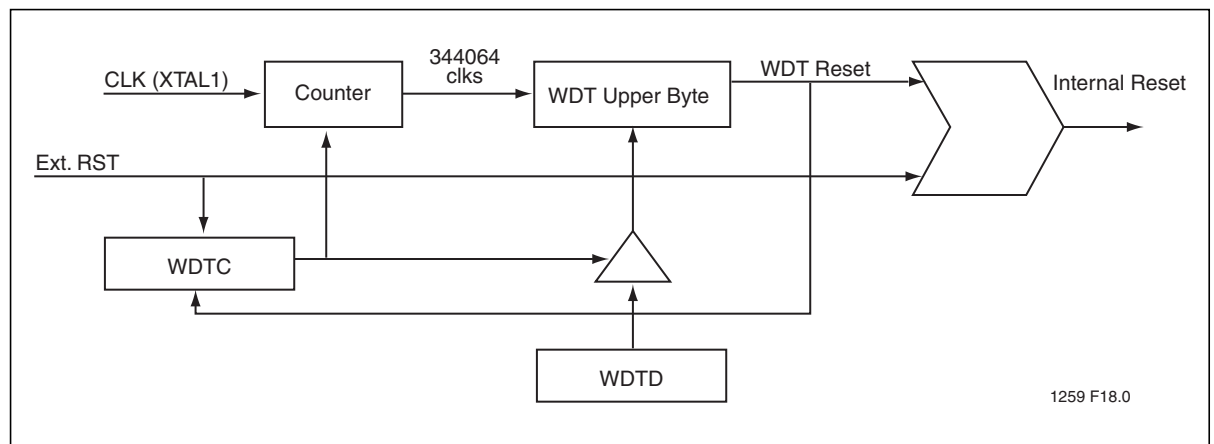 344064
clks
CLK (XTAL1)
Counter
WDT Upper Byte
WDT Reset
Internal Reset
Ext. RST
WDTC
WDTD
1259 F18.0